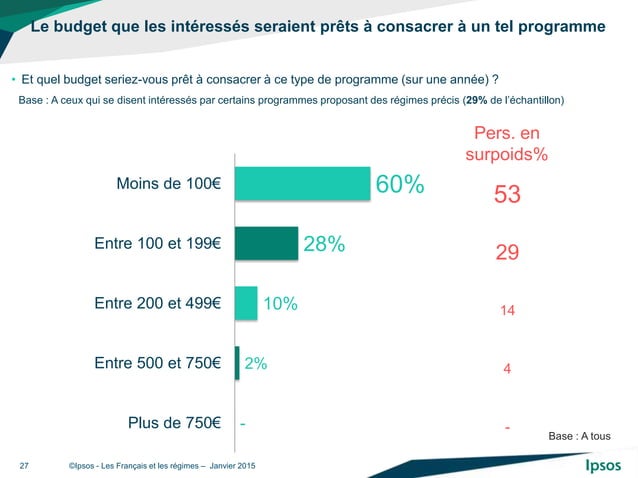 Le budget que les intéressés seraient prêts à consacrer à un tel programme
• Et quel budget seriez-vous prêt à consacrer à ce type de programme (sur une année) ?
Base : A ceux qui se disent intéressés par certains programmes proposant des régimes précis (29% de l'échantillon)
Pers. en
surpoids%
Moins de 100€ 60% 53
Entre 100 et 199€ 28% 29
Entre 200 et 499€ 10% 14
Entre 500 et 750€ 2% 4
Plus de 750€ - -
Base : A tous
27 ©Ipsos - Les Français et les régimes – Janvier 2015 Ipsos